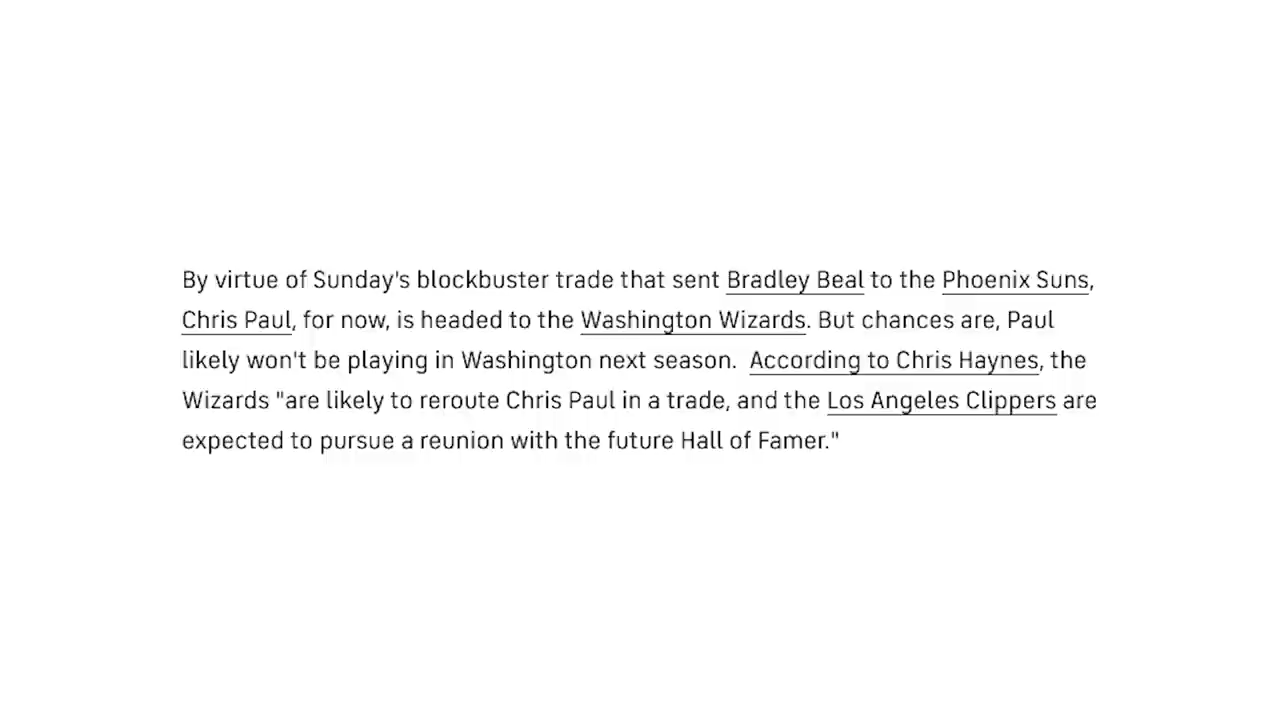 By virtue of Sunday's blockbuster trade that sent Bradley Beal to the Phoenix Suns,
Chris Paul, for now, is headed to the Washington Wizards. But chances are, Paul
likely won't be playing in Washington next season.  According to Chris Haynes, the
Wizards "are likely to reroute Chris Paul in a trade, and the Los Angeles Clippers are
expected to pursue a reunion with the future Hall of Famer."